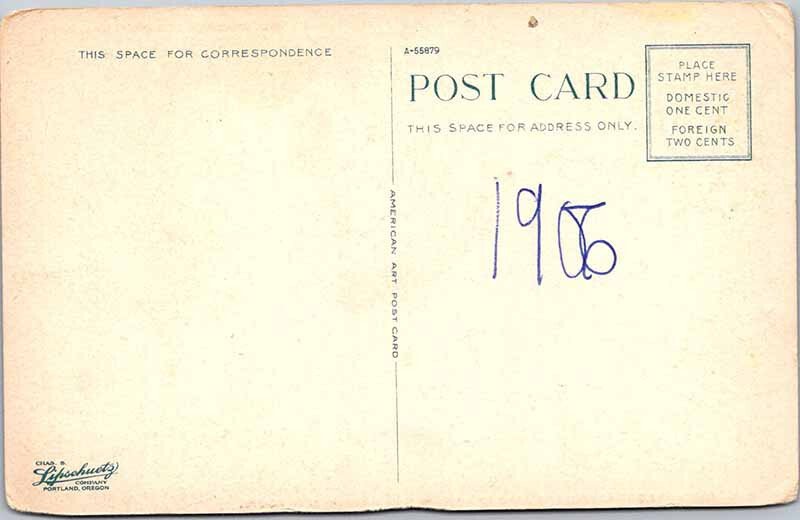 THIS SPACE FOR CORRESPONDENCE
A-55879
POST CARD
THIS SPACE FOR ADDRESS ONLY.
PLACE
STAMP HERE
DOMESTIC
ONE CENT
FOREIGN
TWO CENTS
AMERICAN ART POST CARD
1906
CHAS. S.
Lipschuetz
COMPANY
PORTLAND, OREGON